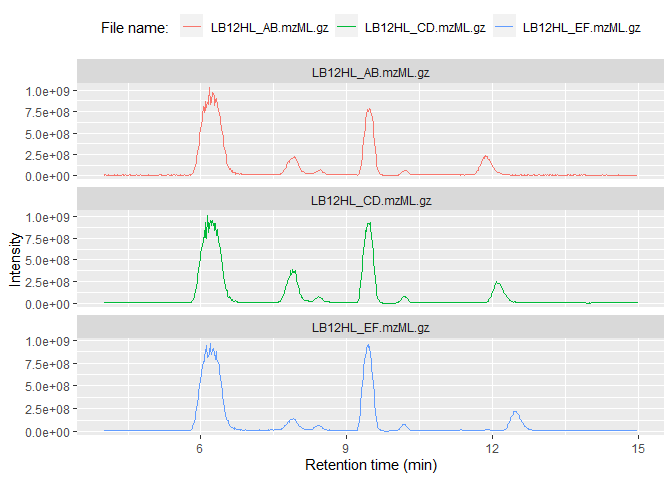 File name: LB12HL_AB.mzML.gz LB12HL_CD.mzML.gz LB12HL_EF.mzML.gz
LB12HL_AB.mzML.gz
1.0e+09
7.5e+08
5.0e+08
2.5e+08
0.0e+00
LB12HL_CD.mzML.gz
1.0e+09
7.5e+08
5.0e+08
2.5e+08
0.0e+00
Intensity
LB12HL_EF.mzML.gz
1.0e+09
7.5e+08
5.0e+08
2.5e+08
0.0e+00
6 9 12 15
Retention time (min)